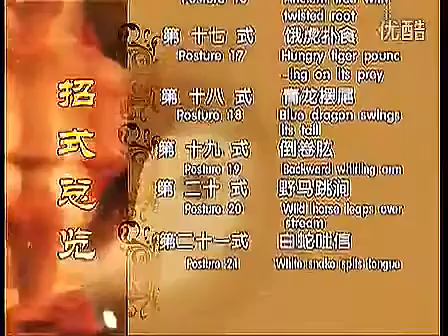 优酷
招式总览
twisted root
第十七式 饿虎扑食
Posture 17 Hungry tiger pounc
-ing on its prey
第十八式 青龙摆尾
Posture 18 Blue dragon swings
its tail
第十九式 倒卷肱
Posture 19 Backward whirling arm
第二十式 野马跳涧
Posture 20 Wild horse leaps over
stream
第二十一式 白蛇吐信
Posture 21 White snake spits tongue